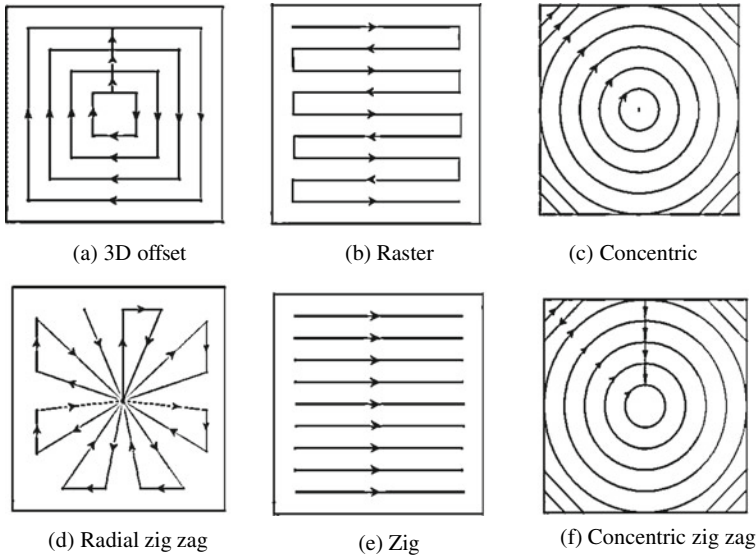 (a) 3D offset
(b) Raster
(c) Concentric
(d) Radial zig zag
(e) Zig
(f) Concentric zig zag